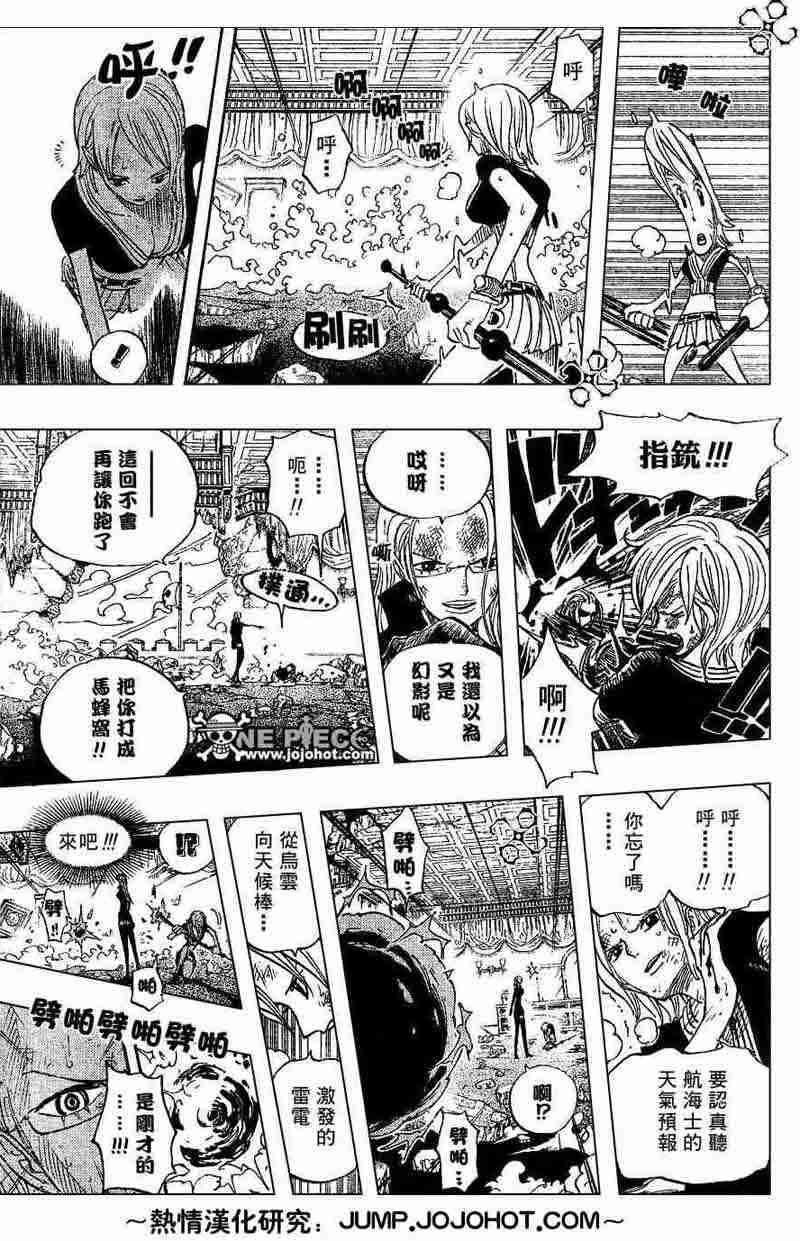 嘩啦
呼
呼…
啊啊啊啊啊
刷刷
呼!!
!!
指銃!!!
啊!!!
……
哎呀
嘶
我還以為
又是
幻影呢
……
呃!!
撲通…
這回不會
再讓你跑了
把你打成
馬蜂窩!!
ONE PIECE
www.jojohot.com
呼……!!
呼……!!
你忘了嗎
……
要認真聽
航海士的
天氣預報
劈啪…
啊!?
劈啪…
從烏雲
向天候棒…
激發的
雷電
!?
來吧!!!
劈!
啪
劈啪劈啪劈啪
是剛才的
……!!!
~熱情漢化研究: JUMP.JOJOHOT.COM~